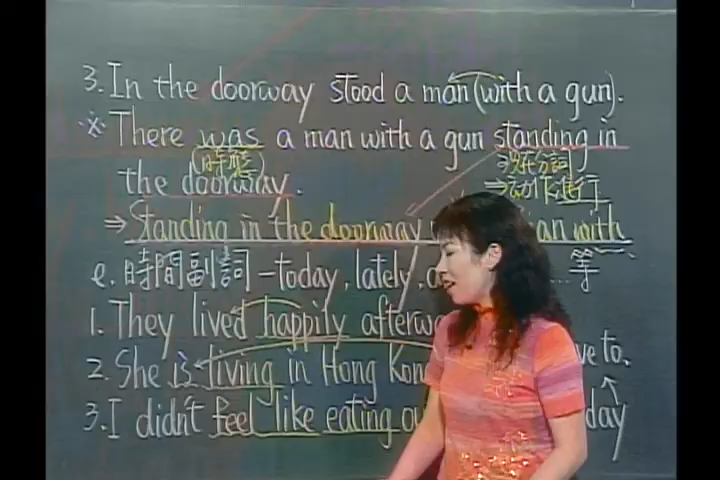 3. In the doorway stood a man (with a gun).
※ There was a man with a gun standing in
(時態) ⇒現在分詞
the doorway. ⇒動作進行
⇒ Standing in the doorway an with
e. 時間副詞 – today, lately, ... 等
1. They lived happily afterwa
2. She is living in Hong Kon ve to.
3. I didn't feel like eating ou day